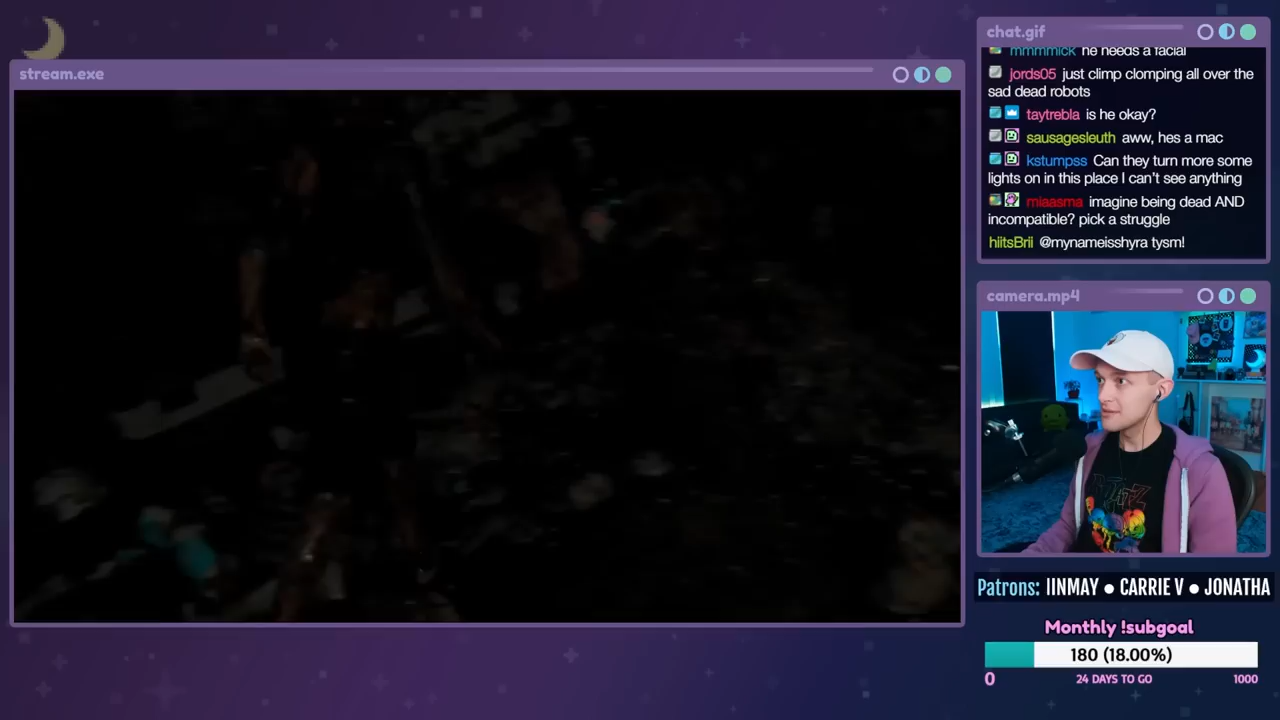 stream.exe
chat.gif
mmmmick he needs a facial
jords05 just climp clomping all over the
sad dead robots
taytrebla is he okay?
sausagesleuth aww, hes a mac
kstumpss Can they turn more some
lights on in this place I can't see anything
miaasma imagine being dead AND
incompatible? pick a struggle
hiitsBrii @mynameisshyra tysm!
camera.mp4
Patrons: IINMAY ● CARRIE V ● JONATHA
Monthly !subgoal
180 (18.00%)
0 24 DAYS TO GO 1000